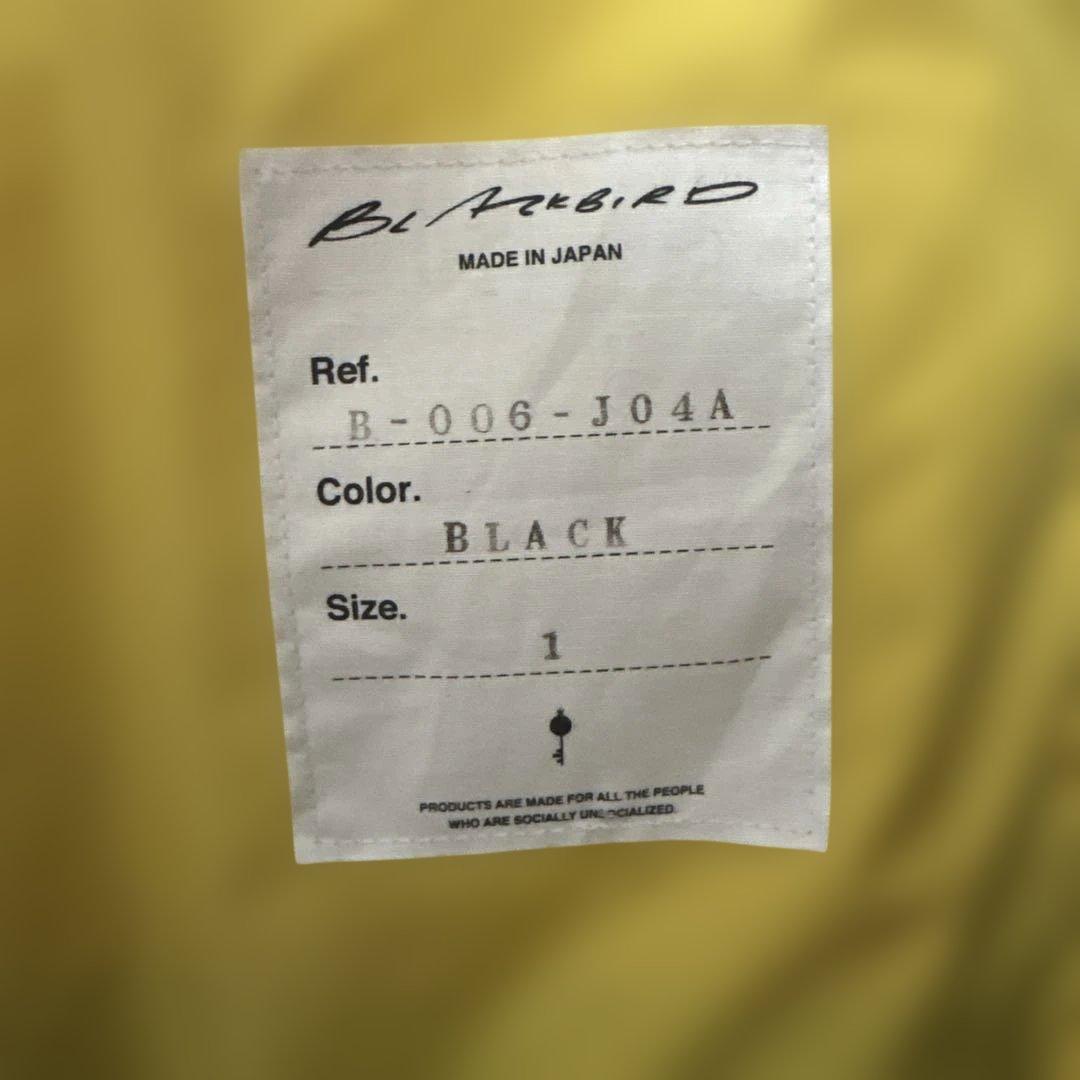 BLACKBIRD
MADE IN JAPAN
Ref.
B-006-J04A
Color.
BLACK
Size.
1
PRODUCTS ARE MADE FOR ALL THE PEOPLE
WHO ARE SOCIALLY UNSOCIALIZED.